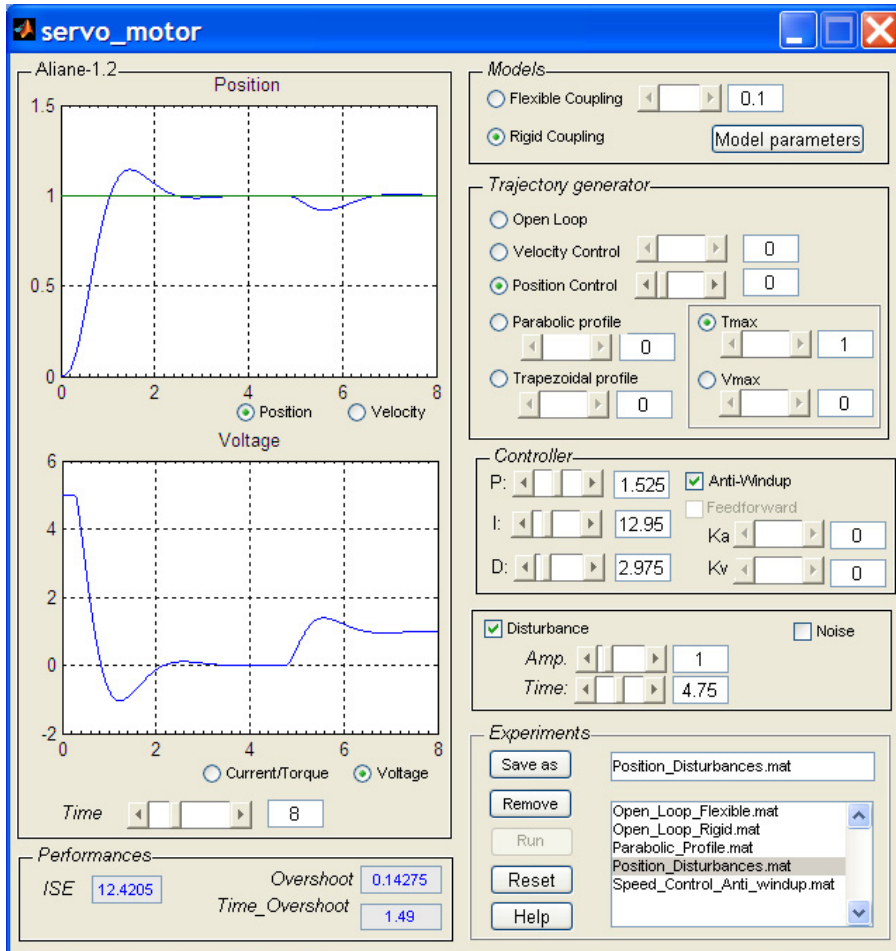 servo_motor
Aliane-1.2
Position
1.5
1
0.5
0
0 2 4 6 8
Position Velocity
Voltage
6
4
2
0
-2
0 2 4 6 8
Current/Torque Voltage
Time 8
Performances
ISE 12.4205
Overshoot 0.14275
Time_Overshoot 1.49
Models
Flexible Coupling 0.1
Rigid Coupling Model parameters
Trajectory generator
Open Loop
Velocity Control 0
Position Control 0
Parabolic profile
0
Trapezoidal profile
0
Tmax
1
Vmax
0
Controller
P: 1.525
I: 12.95
D: 2.975
Anti-Windup
Feedforward
Ka 0
Kv 0
Disturbance Noise
Amp. 1
Time: 4.75
Experiments
Save as Position_Disturbances.mat
Remove
Run
Reset
Help
Open_Loop_Flexible.mat
Open_Loop_Rigid.mat
Parabolic_Profile.mat
Position_Disturbances.mat
Speed_Control_Anti_windup.mat